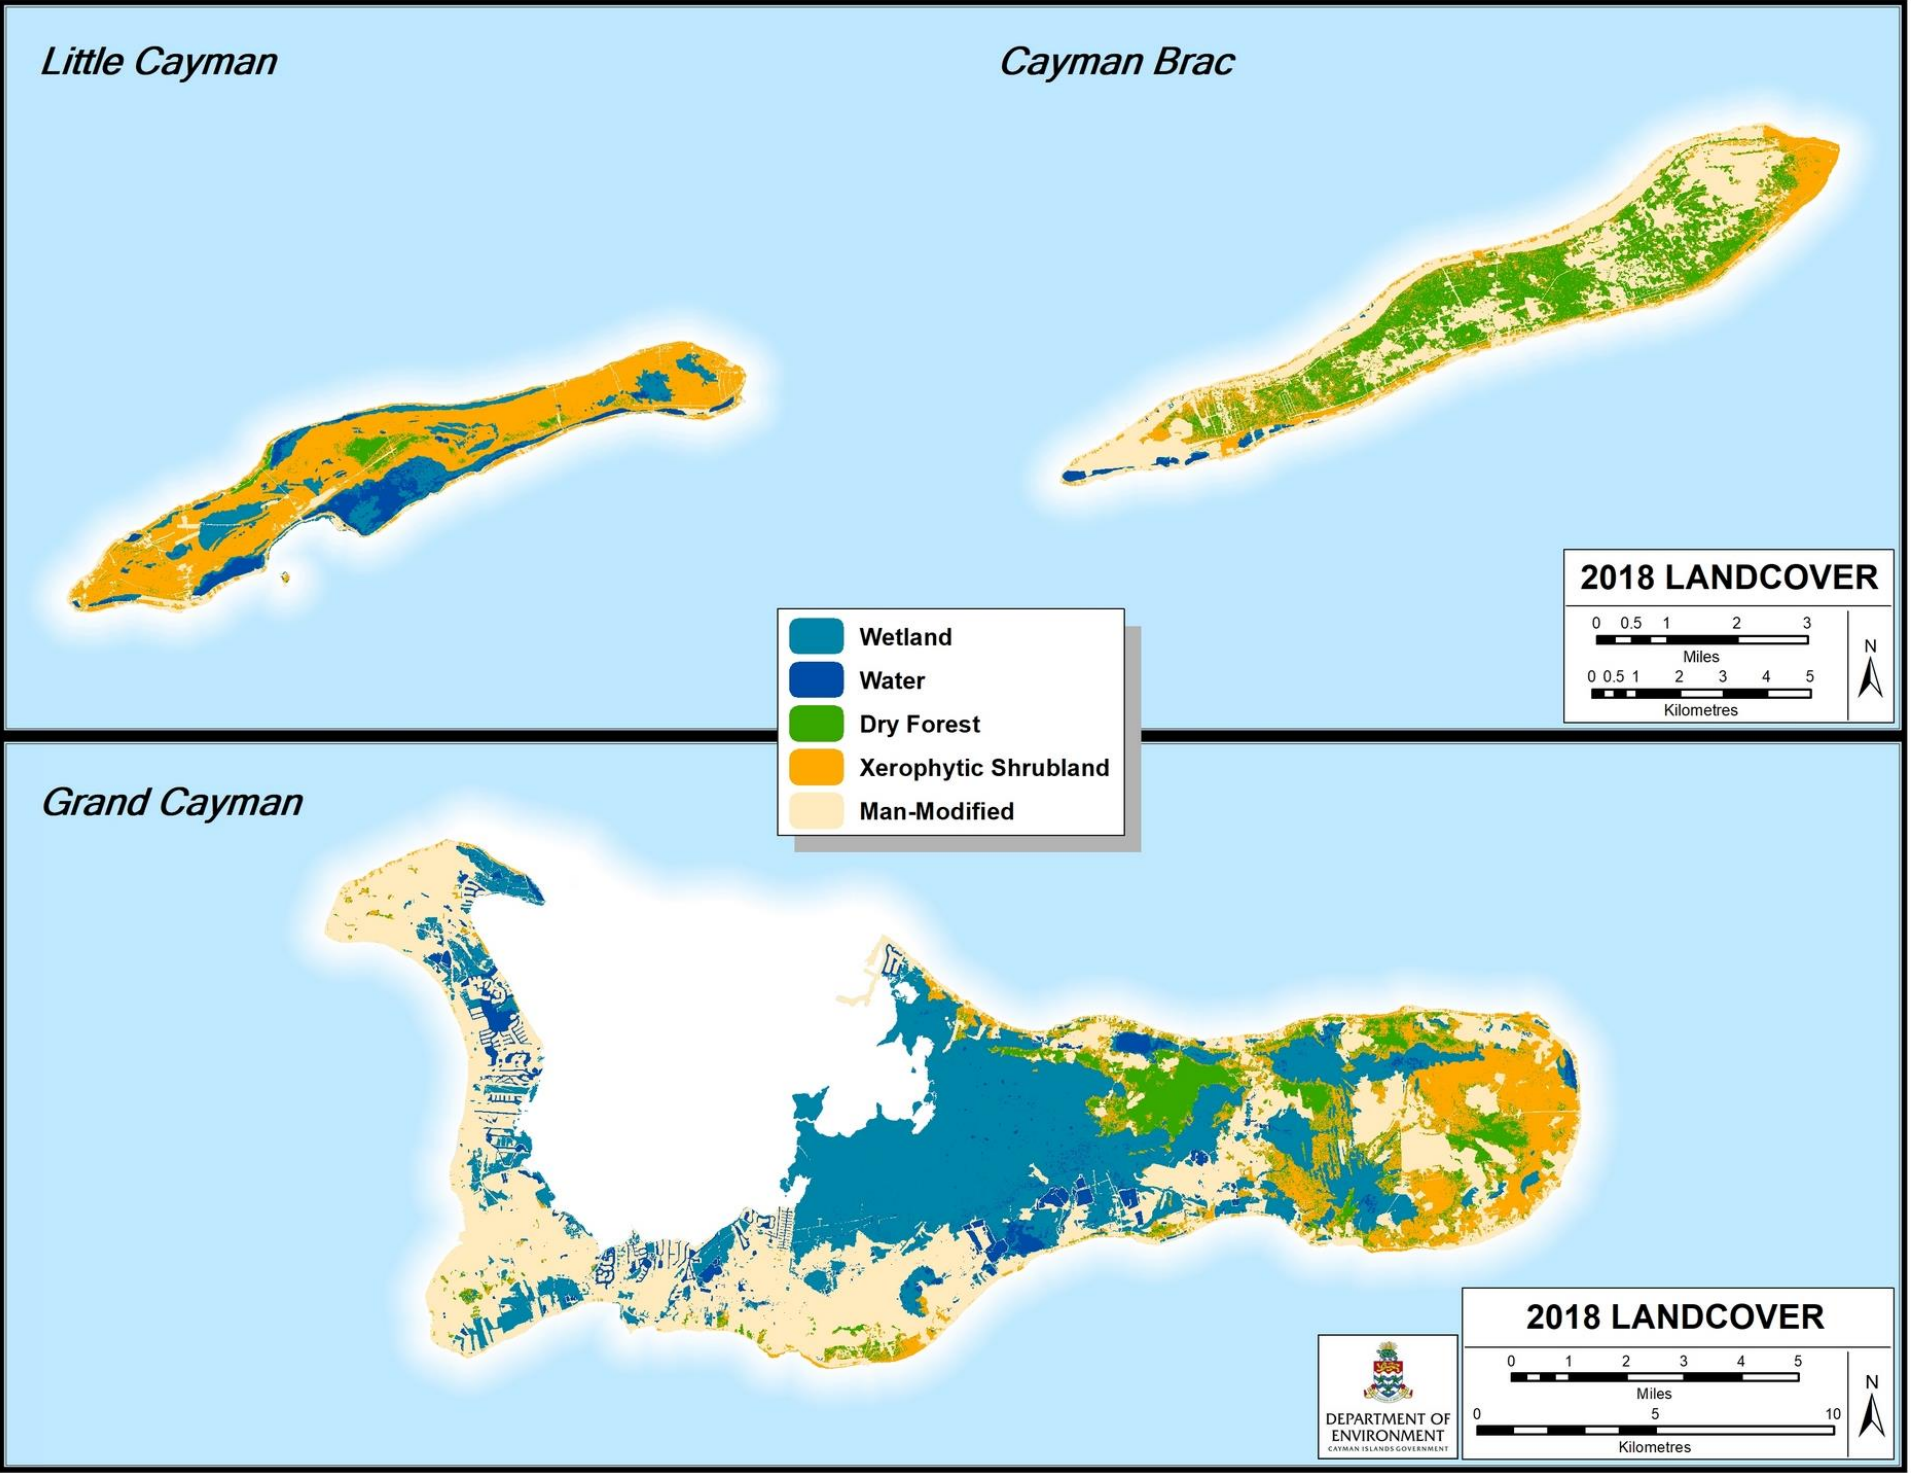 Little Cayman
Cayman Brac
2018 LANDCOVER
0 0.5 1 2 3
Miles
0 0.5 1 2 3 4 5
Kilometres
N
Wetland
Water
Dry Forest
Xerophytic Shrubland
Man-Modified
Grand Cayman
2018 LANDCOVER
0 1 2 3 4 5
Miles
0 5 10
Kilometres
N
DEPARTMENT OF
ENVIRONMENT
CAYMAN ISLANDS GOVERNMENT